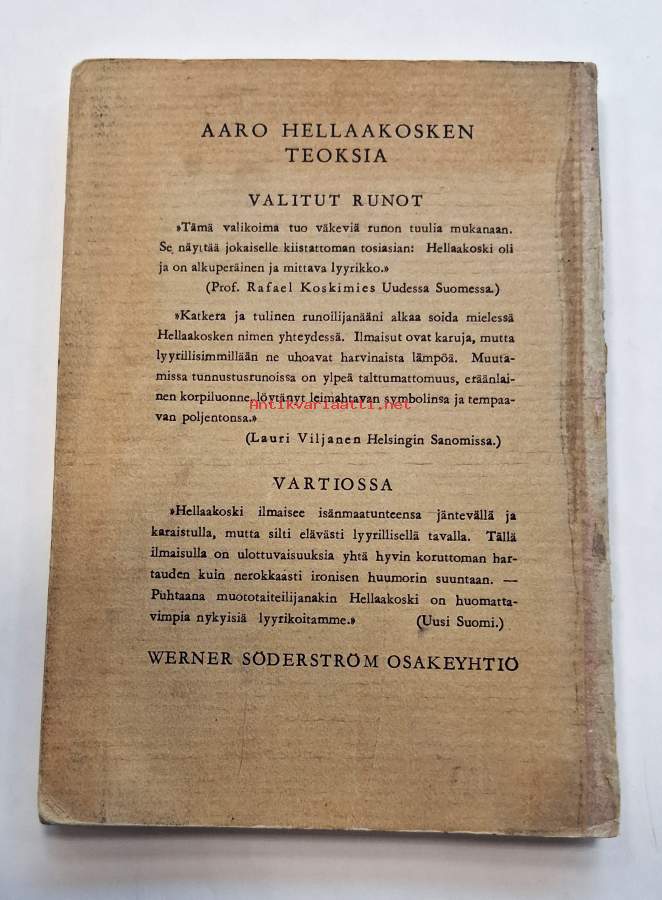 AARO HELLAAKOSKEN
TEOKSIA
VALITUT RUNOT
»Tämä valikoima tuo väkeviä runon tuulia mukanaan.
Se näyttää jokaiselle kiistattoman tosiasian: Hellaakoski oli
ja on alkuperäinen ja mittava lyyrikko.»
(Prof. Rafael Koskimies Uudessa Suomessa.)
»Katkera ja tulinen runoilijanääni alkaa soida mielessä
Hellaakosken nimen yhteydessä. Ilmaisut ovat karuja, mutta
lyyrillisimmillään ne uhoavat harvinaista lämpöä. Muuta-
missa tunnustusrunoissa on ylpeä talttumattomuus, eräänlai-
nen korpiluonne, löytänyt leimahtavan symbolinsa ja tempaa-
Antikvariaatti.net
van poljentonsa.»
(Lauri Viljanen Helsingin Sanomissa.)
VARTIOSSA
»Hellaakoski ilmaisee isänmaatunteensa jäntevällä ja
karaistulla, mutta silti elävästi lyyrillisellä tavalla. Tällä
ilmaisulla on ulottuvaisuuksia yhtä hyvin koruttoman har-
tauden kuin nerokkaasti ironisen huumorin suuntaan. —
Puhtaana muototaiteilijanakin Hellaakoski on huomatta-
vimpia nykyisiä lyyrikoitamme.» (Uusi Suomi.)
WERNER SÖDERSTRÖM OSAKEYHTIÖ